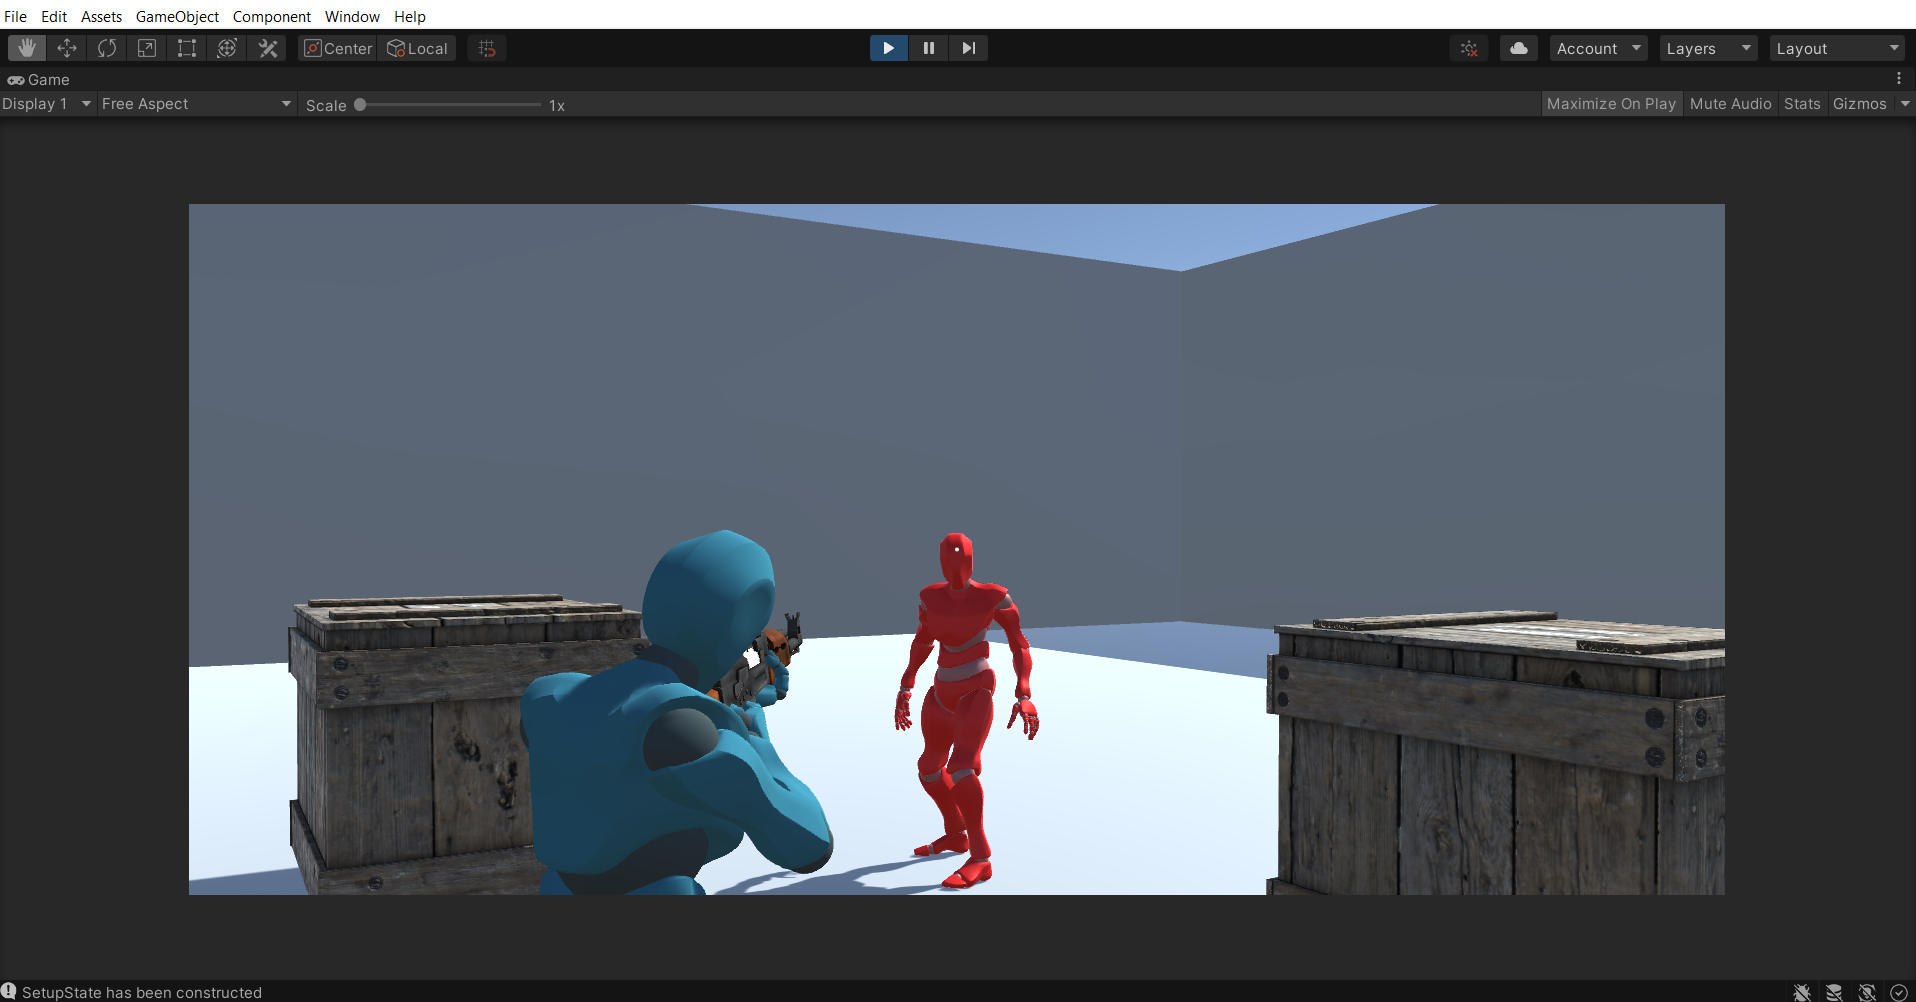 File Edit Assets GameObject Component Window Help
Center Local Account Layers Layout
Game
Display 1 Free Aspect Scale 1x Maximize On Play Mute Audio Stats Gizmos
SetupState has been constructed